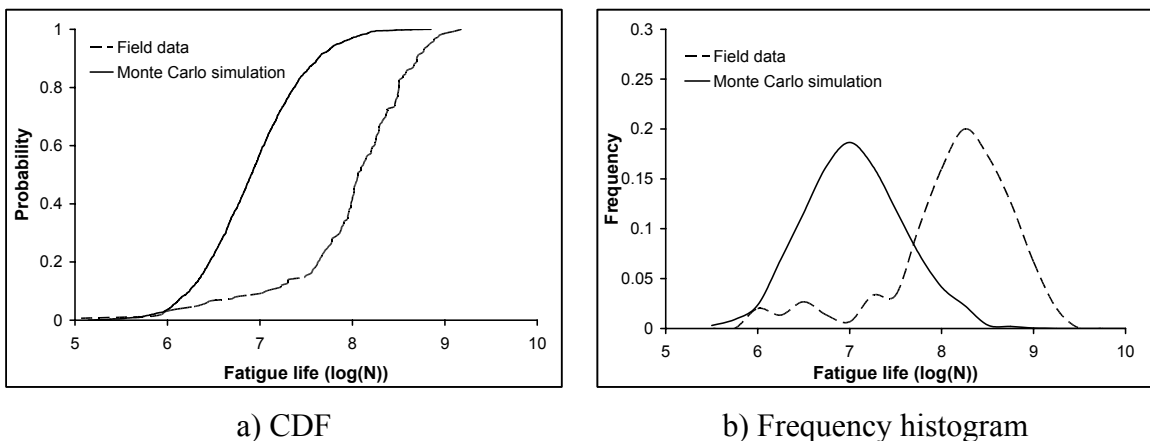 1
0.8
0.6
0.4
0.2
0
Probability
Field data
Monte Carlo simulation
5 6 7 8 9 10
Fatigue life (log(N))
a) CDF
0.3
0.25
0.2
0.15
0.1
0.05
0
Frequency
Field data
Monte Carlo simulation
5 6 7 8 9 10
Fatigue life (log(N))
b) Frequency histogram